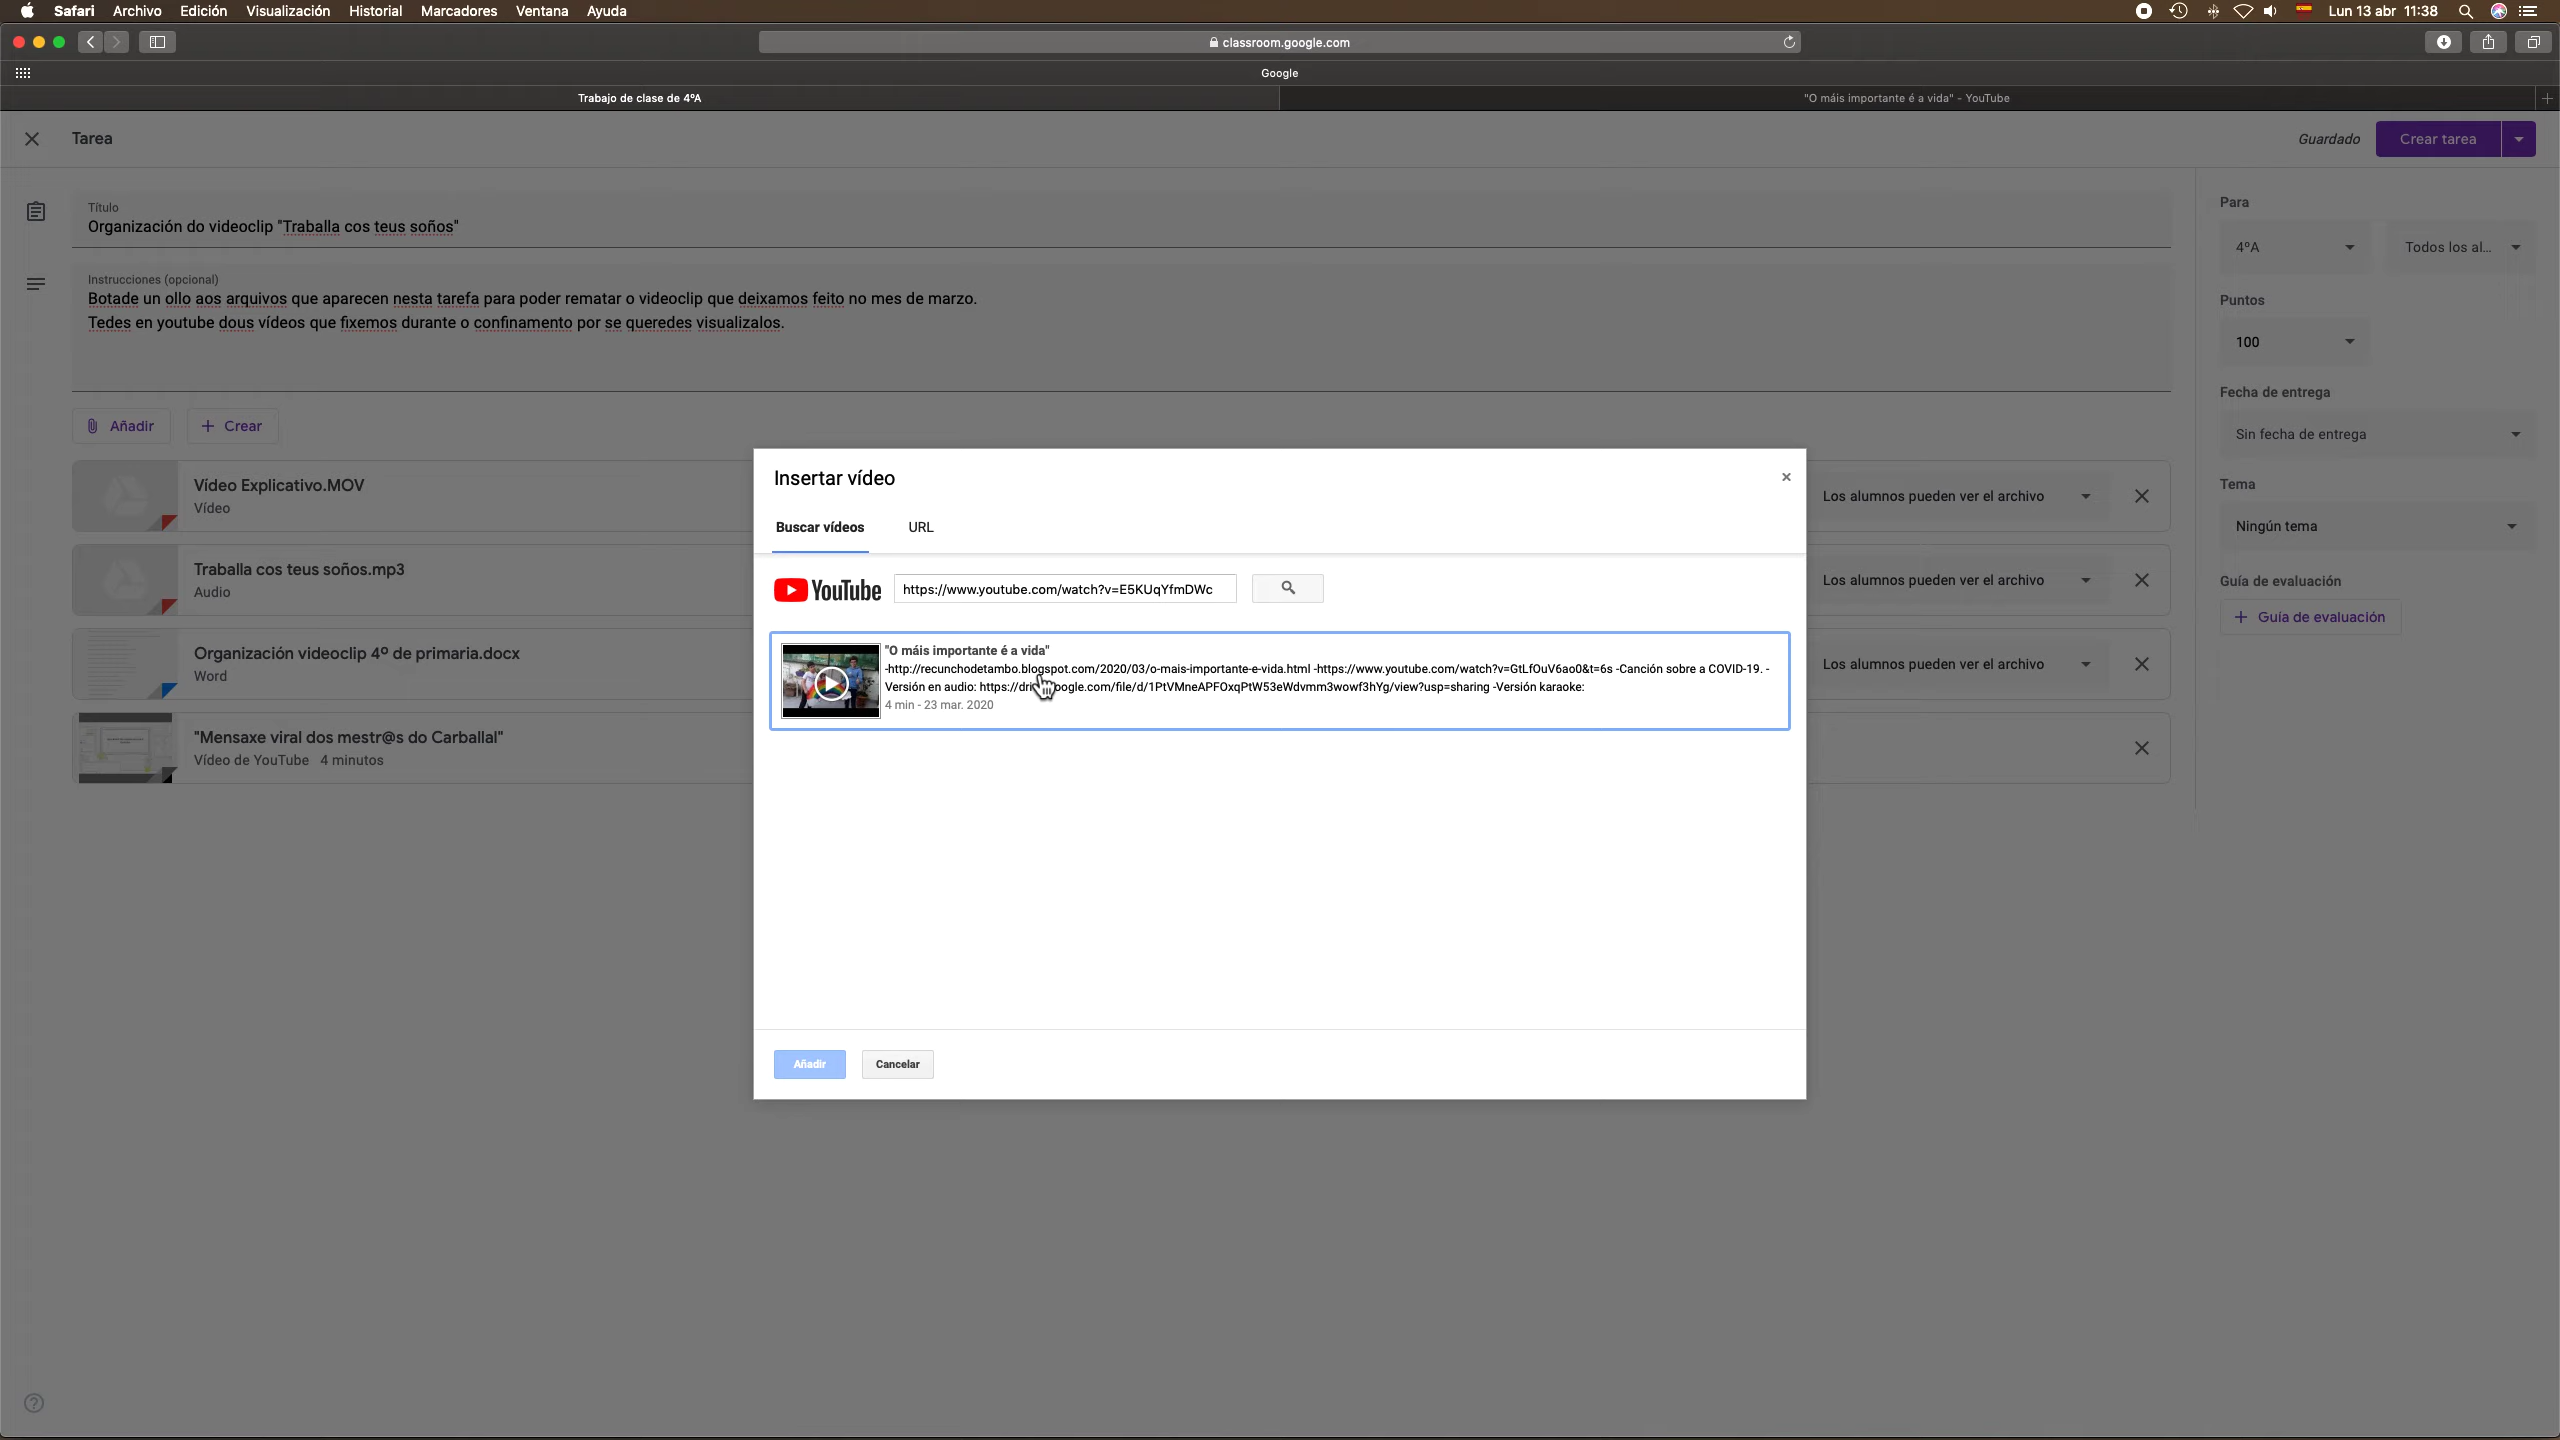 Safari Archivo Edición Visualización Historial Marcadores Ventana Ayuda Lun 13 abr 11:38
classroom.google.com
Google
Trabajo de clase de 4ºA "O máis importante é a vida" - YouTube
Tarea Guardado Crear tarea
Título
Organización do videoclip "Traballa cos teus soños"
Instrucciones (opcional)
Botade un ollo aos arquivos que aparecen nesta tarefa para poder rematar o videoclip que deixamos feito no mes de marzo.
Tedes en youtube dous vídeos que fixemos durante o confinamento por se queredes visualizalos.
Añadir Crear
Vídeo Explicativo.MOV
Vídeo
Los alumnos pueden ver el archivo
Traballa cos teus soños.mp3
Audio
Los alumnos pueden ver el archivo
Organización videoclip 4º de primaria.docx
Word
Los alumnos pueden ver el archivo
"Mensaxe viral dos mestr@s do Carballal"
Vídeo de YouTube 4 minutos
Para
4ºA Todos los al...
Puntos
100
Fecha de entrega
Sin fecha de entrega
Tema
Ningún tema
Guía de evaluación
Guía de evaluación
Insertar vídeo
Buscar vídeos URL
YouTube https://www.youtube.com/watch?v=E5KUqYfmDWc
"O máis importante é a vida"
-http://recunchodetambo.blogspot.com/2020/03/o-mais-importante-e-vida.html -https://www.youtube.com/watch?v=GtLfOuV6ao0&t=6s -Canción sobre a COVID-19. -
Versión en audio: ogle.com/file/d/1PtVMneAPFOxqPtW53eWdvmm3wowf3hYg/view?usp=sharing -Versión karaoke:
4 min - 23 mar. 2020
Añadir Cancelar